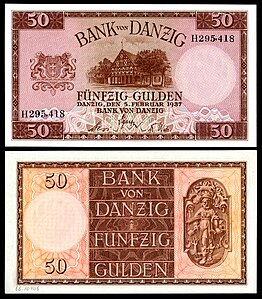 50 50
BANK VON DANZIG
H295418
FÜNFZIG GULDEN
H295418
DANZIG, DEN 5. FEBRUAR 1937
BANK VON DANZIG
50 50
50
BANK
VON
DANZIG
FÜNFZIG
GULDEN
50